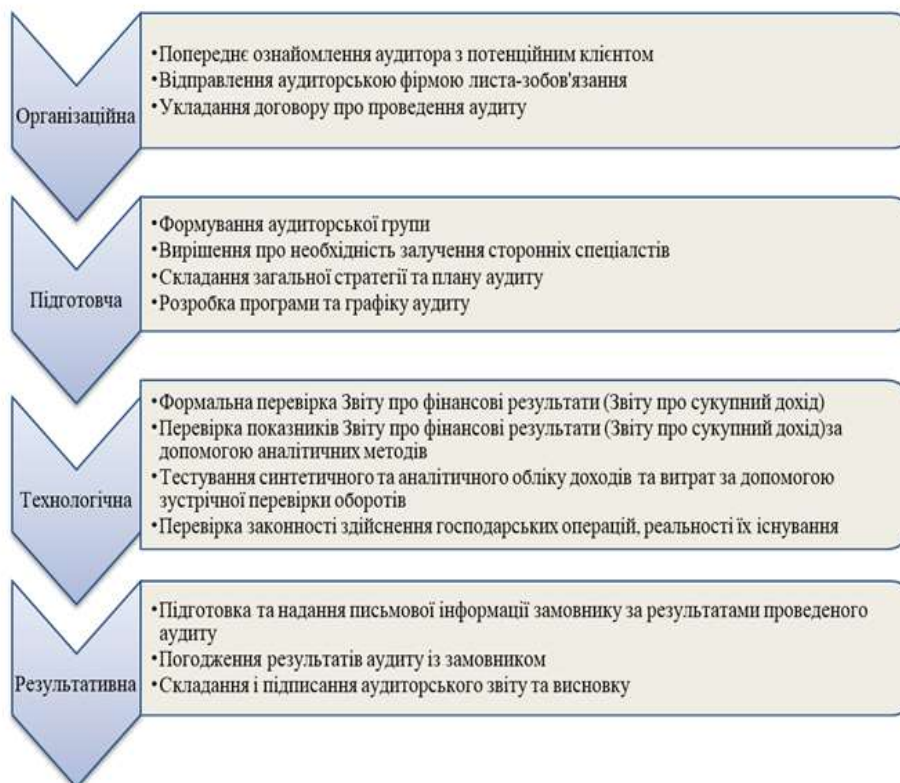 Організаційна
•Попереднє ознайомлення аудитора з потенційним клієнтом
•Відправлення аудиторською фірмою листа-зобов'язання
•Укладання договору про проведення аудиту
Підготовча
•Формування аудиторської групи
•Вирішення про необхідність залучення сторонніх спеціалстів
•Складання загальної стратегії та плану аудиту
•Розробка програми та графіку аудиту
Технологічна
•Формальна перевірка Звіту про фінансові результати (Звіту про сукупний дохід)
•Перевірка показників Звіту про фінансові результати (Звіту про сукупний дохід)за
допомогою аналітичних методів
•Тестування синтетичного та аналітичного обліку доходів та витрат за допомогою
зустрічної перевірки оборотів
•Перевірка законності здійснення господарських операцій, реальності їх існування
Результативна
•Підготовка та надання письмової інформації замовнику за результатами проведеного
аудиту
•Погодження результатів аудиту із замовником
•Складання і підписання аудиторського звіту та висновку